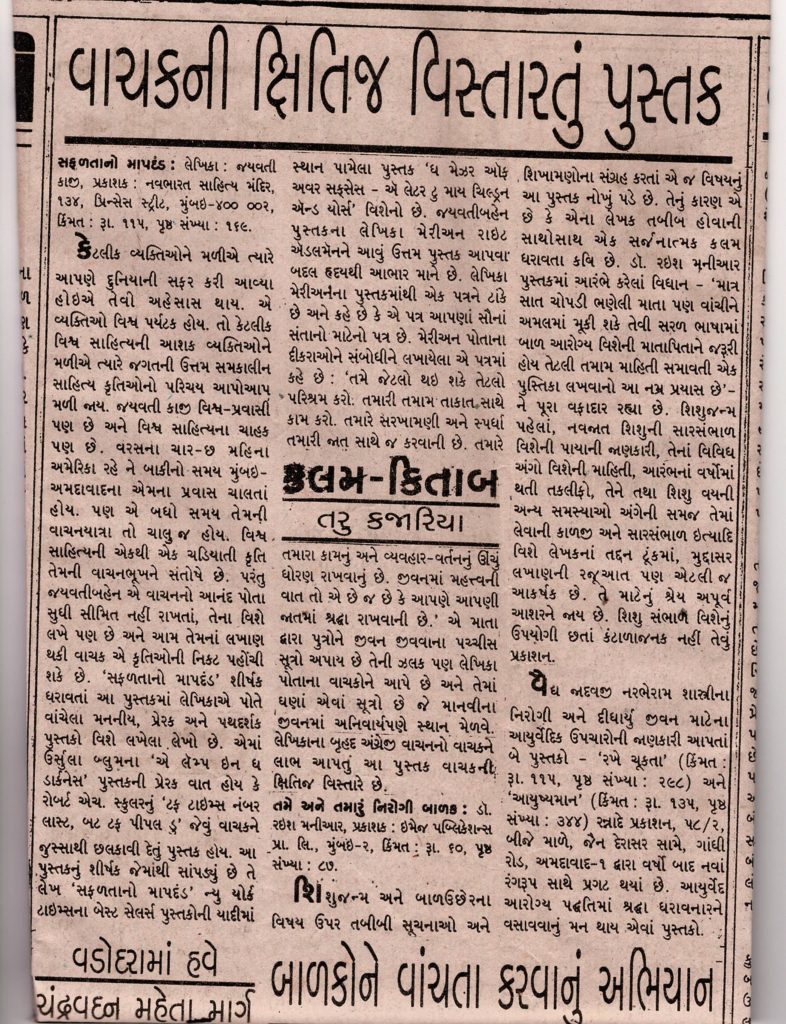 વાચકની ક્ષિતિજ વિસ્તારતું પુસ્તક
સફળતાનો માપદંડ : લેખિકા : જયવતી
કાજી, પ્રકાશક : નવભારત સાહિત્ય મંદિર,
૧૩૪, પ્રિન્સેસ સ્ટ્રીટ, મુંબઇ-૪૦૦ ૦૦૨,
કિંમત : રૂા. ૧૧૫, પૃષ્ઠ સંખ્યા : ૧૬૯.
કેટલીક વ્યક્તિઓને મળીએ ત્યારે
આપણે દુનિયાની સફર કરી આવ્યા
હોઇએ તેવી અહેસાસ થાય. એ
વ્યક્તિઓ વિશ્વ પર્યટક હોય. તો કેટલીક
વિશ્વ સાહિત્યની આશક વ્યક્તિઓને
મળીએ ત્યારે જગતની ઉત્તમ સમકાલીન
સાહિત્ય કૃતિઓનો પરિચય આપોઆપ
મળી જાય. જયવતી કાજી વિશ્વ-પ્રવાસી
પણ છે અને વિશ્વ સાહિત્યના ચાહક
પણ છે. વરસના ચાર-છ મહિના
અમેરિકા રહે ને બાકીનો સમય મુંબઇ-
અમદાવાદના એમના પ્રવાસ ચાલતાં
હોય. પણ એ બધો સમય તેમની
વાચનયાત્રા તો ચાલુ જ હોય. વિશ્વ
સાહિત્યની એકથી એક ચડિયાતી કૃતિ
તેમની વાચનભૂખને સંતોષે છે. પરંતુ
જયવતીબહેન એ વાચનનો આનંદ પોતા
સુધી સીમિત નહીં રાખતાં, તેના વિશે
લખે પણ છે અને આમ તેમનાં લખાણ
થકી વાચક એ કૃતિઓની નિકટ પહોંચી
શકે છે. ‘સફળતાનો માપદંડ’ શીર્ષક
ધરાવતાં આ પુસ્તકમાં લેખિકાએ પોતે
વાંચેલા મનનીય, પ્રેરક અને પથદર્શક
પુસ્તકો વિશે લખેલા લેખો છે. એમાં
ઉર્સુલા બ્લુમના ‘એ લૅમ્પ ઇન ધ
ડાર્કનેસ’ પુસ્તકની પ્રેરક વાત હોય કે
રોબર્ટ એચ. સ્કુલરનું ‘ટફ ટાઇમ્સ નંબર
લાસ્ટ, બટ ટફ પીપલ ડુ’ જેવું વાચકને
જુસ્સાથી છલકાવી દેતું પુસ્તક હોય. આ
પુસ્તકનું શીર્ષક જેમાંથી સાંપડ્યું છે તે
લેખ ‘સફળતાનો માપદંડ’ ન્યુ યોર્ક
ટાઇમ્સના બેસ્ટ સેલર્સ પુસ્તકોની યાદીમાં
સ્થાન પામેલા પુસ્તક ‘ધ મેઝર ઑફ
અવર સફસેસ - ઍ લેટર ટુ માય ચિલ્ડ્રન
ઍન્ડ યોર્સ’ વિશેનો છે. જયવતીબહેન
પુસ્તકના લેખિકા મેરીઅન રાઇટ
ઍડલમૅનને આવું ઉત્તમ પુસ્તક આપવા
બદલ હૃદયથી આભાર માને છે. લેખિકા
મેરીઅનના પુસ્તકમાંથી એક પત્રને ટાંકે
છે અને કહે છે કે એ પત્ર આપણાં સૌનાં
સંતાનો માટેનો પત્ર છે. મેરીઅન પોતાના
દીકરાઓને સંબોધીને લખાયેલા એ પત્રમાં
કહે છે : ‘તમે જેટલો થઇ શકે તેટલો
પરિશ્રમ કરો. તમારી તમામ તાકાત સાથે
કામ કરો. તમારે સરખામણી અને સ્પર્ધા
તમારી જાત સાથે જ કરવાની છે. તમારે
કલમ-કિતાબ
તરુ કજારિયા
તમારા કામનું અને વ્યવહાર-વર્તનનું ઊંચું
ધોરણ રાખવાનું છે. જીવનમાં મહત્ત્વની
વાત તો એ છે જ છે કે આપણે આપણી
જાતમાં શ્રદ્ધા રાખવાની છે.’ એ માતા
દ્વારા પુત્રોને જીવન જીવવાના પચ્ચીસ
સૂત્રો અપાય છે તેની ઝલક પણ લેખિકા
પોતાના વાચકોને આપે છે અને તેમાં
ઘણાં એવાં સૂત્રો છે જે માનવીના
જીવનમાં અનિવાર્યપણે સ્થાન મેળવે.
લેખિકાના બૃહદ અંગ્રેજી વાચનનો વાચકને
લાભ આપતું આ પુસ્તક વાચકની
ક્ષિતિજ વિસ્તારે છે.
તમે અને તમારું નિરોગી બાળક : ડૉ.
રઇશ મનીઆર, પ્રકાશક : ઇમેજ પબ્લિકેશન્સ
પ્રા. લિ., મુંબઇ-૨, કિંમત : રૂા. ૬૦, પૃષ્ઠ
સંખ્યા : ૮૭.
શિશુજન્મ અને બાળઉછેરના
વિષય ઉપર તબીબી સૂચનાઓ અને
શિખામણોના સંગ્રહ કરતાં એ જ વિષયનું
આ પુસ્તક નોખું પડે છે. તેનું કારણ એ
છે કે એના લેખક તબીબ હોવાની
સાથોસાથ એક સર્જનાત્મક કલમ
ધરાવતા કવિ છે. ડૉ. રઇશ મનીઆર
પુસ્તકમાં આરંભે કરેલાં વિધાન - ‘માત્ર
સાત ચોપડી ભણેલી માતા પણ વાંચીને
અમલમાં મૂકી શકે તેવી સરળ ભાષામાં
બાળ આરોગ્ય વિશેની માતાપિતાને જરૂરી
હોય તેટલી તમામ માહિતી સમાવતી એક
પુસ્તિકા લખવાનો આ નમ્ર પ્રયાસ છે’-
ને પૂરા વફાદાર રહ્યા છે. શિશુજન્મ
પહેલાં, નવજાત શિશુની સારસંભાળ
વિશેની પાયાની જાણકારી, તેનાં વિવિધ
અંગો વિશેની માહિતી, આરંભનાં વર્ષોમાં
થતી તકલીફો, તેને તથા શિશુ વયની
અન્ય સમસ્યાઓ અંગેની સમજ તેમાં
લેવાની કાળજી અને સારસંભાળ ઇત્યાદિ
વિશે લેખકનાં તદ્દન ટૂંકમાં, મુદ્દાસર
લખાણની રજૂઆત પણ એટલી જ
આકર્ષક છે. તે માટેનું શ્રેય અપૂર્વ
આશરને જાય છે. શિશુ સંભાળ વિશેનું
ઉપયોગી છતાં કંટાળાજનક નહીં તેવું
પ્રકાશન.
વૈદ્ય જાદવજી નરભેરામ શાસ્ત્રીના
નિરોગી અને દીર્ધાયુ જીવન માટેના
આયુર્વેદિક ઉપચારોની જાણકારી આપતાં
બે પુસ્તકો - ‘રખે ચૂકતા’ (કિંમત :
રૂા. ૧૧૫, પૃષ્ઠ સંખ્યા : ૨૯૮) અને
‘આયુષ્યમાન’ (કિંમત : રૂા. ૧૩૫, પૃષ્ઠ
સંખ્યા : ૩૪૪) રન્નાદે પ્રકાશન, ૫૮/૨,
બીજે માળે, જૈન દેરાસર સામે, ગાંધી
રોડ, અમદાવાદ-૧ દ્વારા વર્ષો બાદ નવાં
રંગરૂપ સાથે પ્રગટ થયાં છે. આયુર્વેદ
આરોગ્ય પદ્ધતિમાં શ્રદ્ધા ધરાવનારને
વસાવવાનું મન થાય એવાં પુસ્તકો.
વડોદરામાં હવે
ચંદ્રવદન મહેતા માર્ગ
બાળકોને વાંચતા કરવાનું અભિયાન